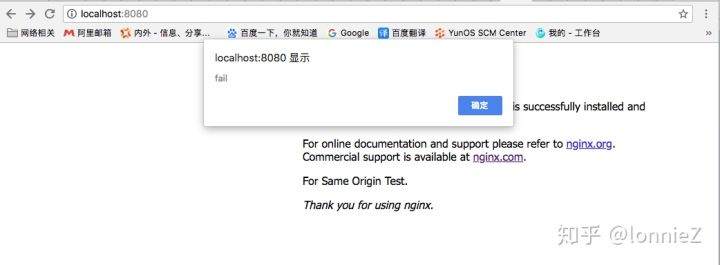 localhost:8080
网络相关
阿里邮箱
内外 - 信息、分享...
百度一下，你就知道
Google
百度翻译
YunOS SCM Center
我的 - 工作台
»
localhost:8080 显示
fail
确定
is successfully installed and
For online documentation and support please refer to nginx.org.
Commercial support is available at nginx.com.
For Same Origin Test.
Thank you for using nginx.
知乎 @lonnieZ